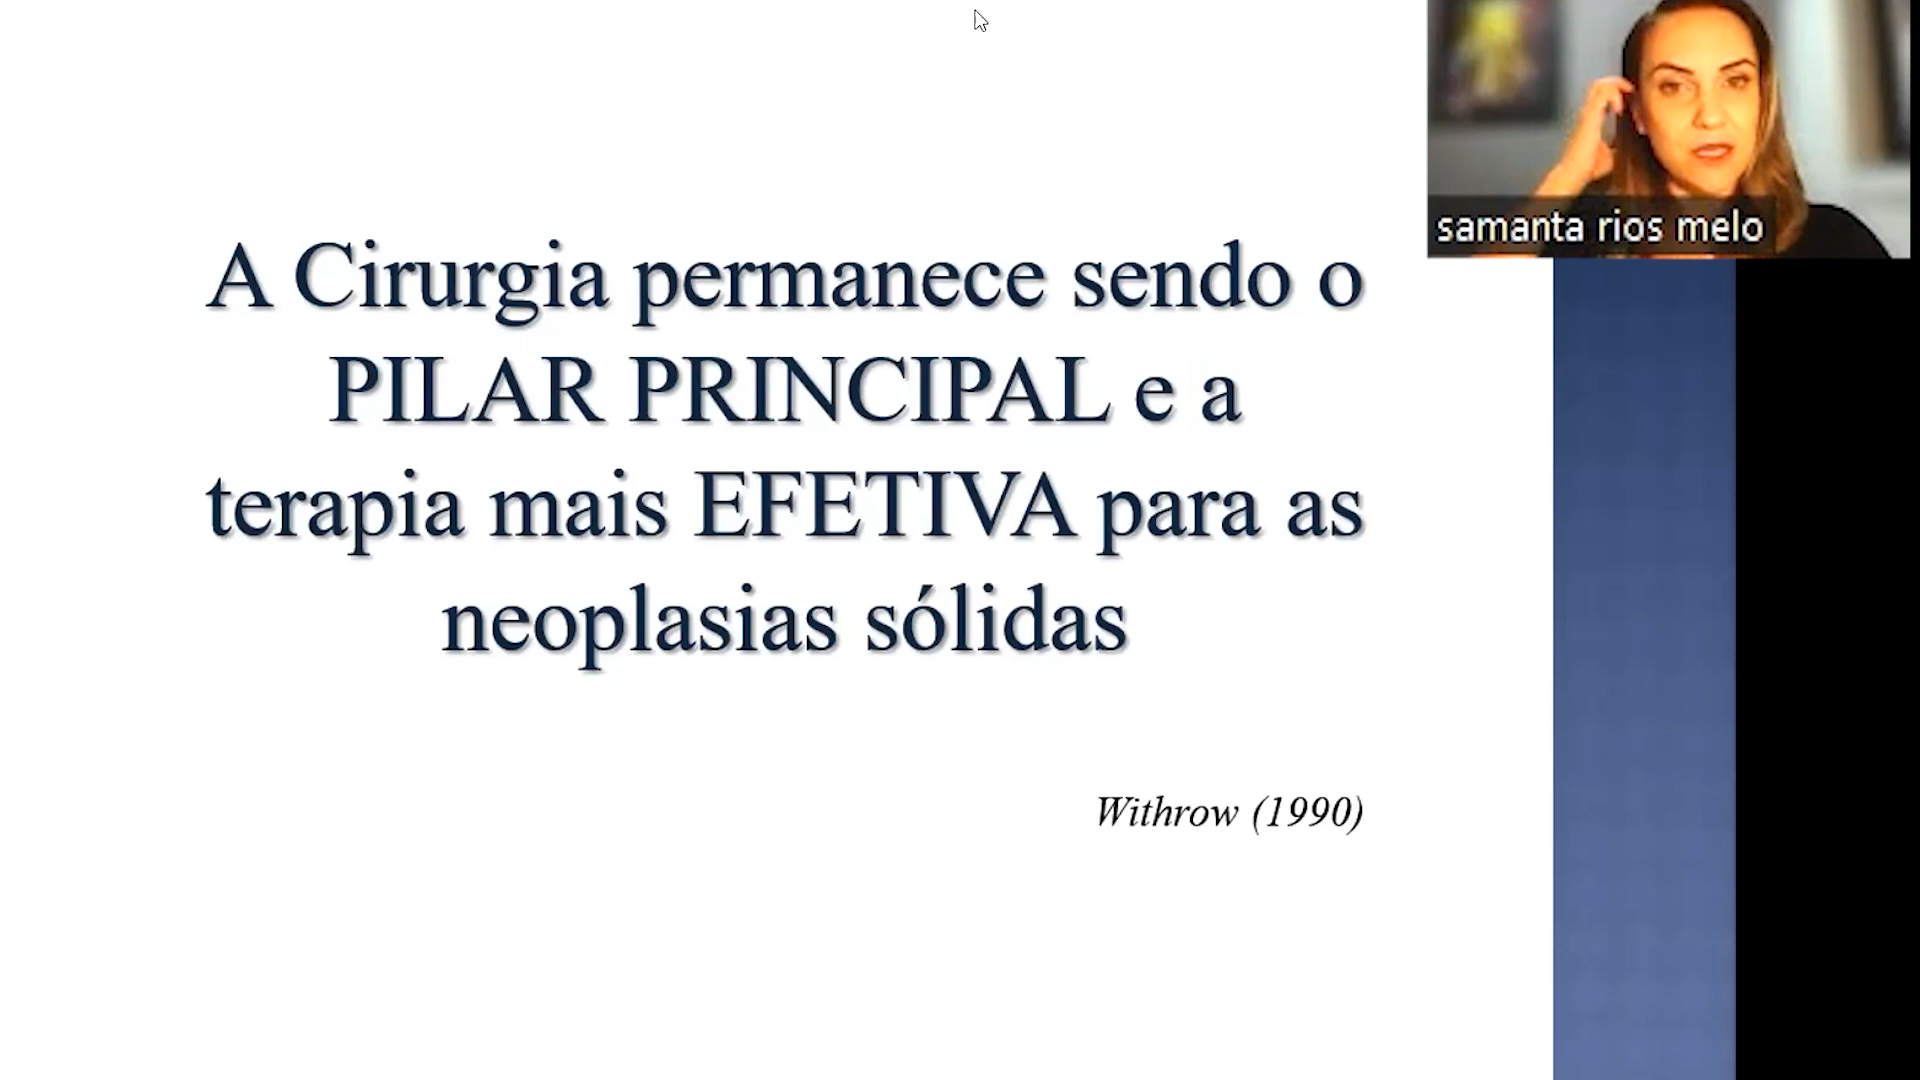 A Cirurgia permanece sendo o
PILAR PRINCIPAL e a
terapia mais EFETIVA para as
neoplasias sólidas
Withrow (1990)
samanta rios melo